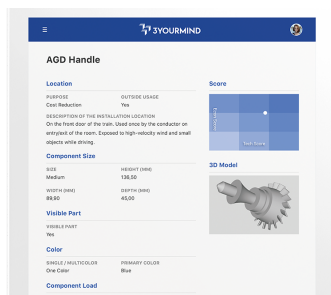 3YOURMIND
AGD Handle
Location
PURPOSE
Cost Reduction
OUTSIDE USAGE
Yes
DESCRIPTION OF THE INSTALLATION LOCATION
On the front door of the train. Used once by the conductor on
entry/exit of the room. Exposed to high-velocity wind and small
objects while driving.
Component Size
SIZE
Medium
HEIGHT (MM)
136,50
WIDTH (MM)
89,90
DEPTH (MM)
45,00
Visible Part
VISIBLE PART
Yes
Color
SINGLE / MULTICOLOR
One Color
PRIMARY COLOR
Blue
Component Load
Score
Tech Score
3D Model